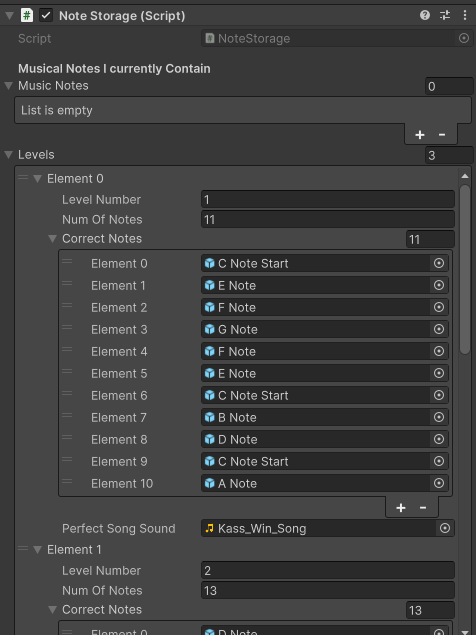 Note Storage (Script)
Script NoteStorage
Musical Notes I currently Contain
Music Notes 0
List is empty
+ -
Levels 3
Element 0
Level Number 1
Num Of Notes 11
Correct Notes 11
Element 0 C Note Start
Element 1 E Note
Element 2 F Note
Element 3 G Note
Element 4 F Note
Element 5 E Note
Element 6 C Note Start
Element 7 B Note
Element 8 D Note
Element 9 C Note Start
Element 10 A Note
+ -
Perfect Song Sound Kass_Win_Song
Element 1
Level Number 2
Num Of Notes 13
Correct Notes 13
Element 0 D Note